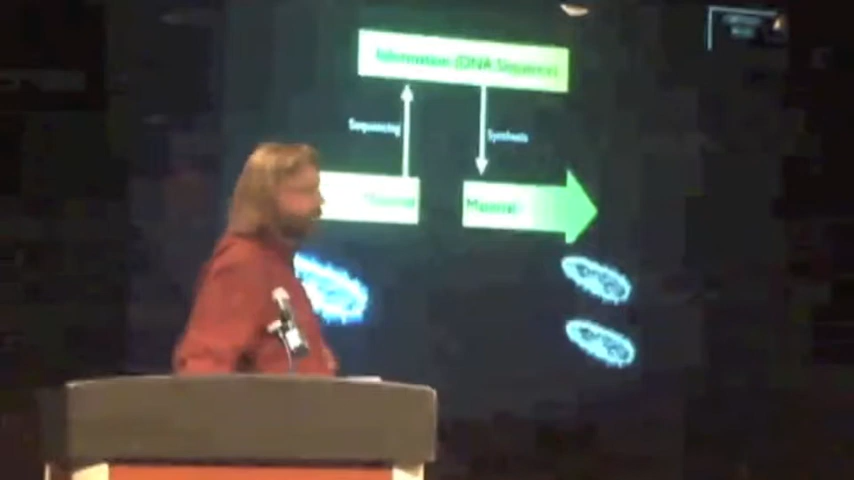 Information (DNA Sequence)
Sequencing
Synthesis
Material
Material